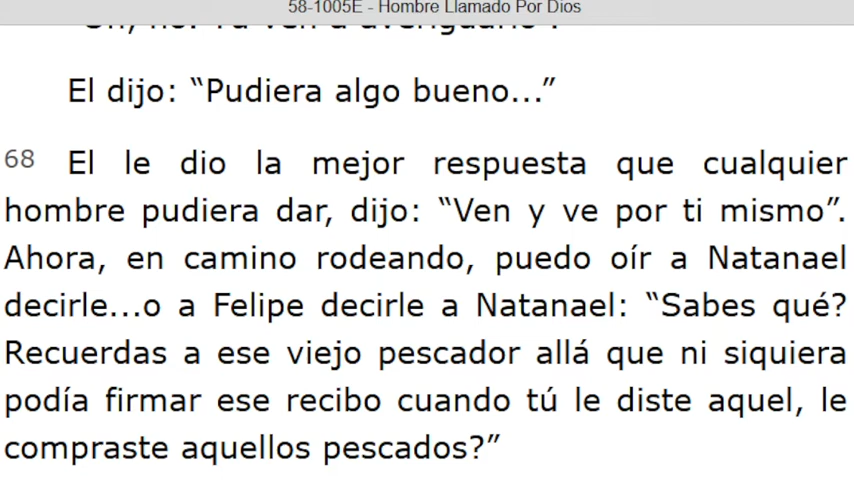 58-1005E - Hombre Llamado Por Dios
El dijo: “Pudiera algo bueno...”
68 El le dio la mejor respuesta que cualquier
hombre pudiera dar, dijo: “Ven y ve por ti mismo”.
Ahora, en camino rodeando, puedo oír a Natanael
decirle...o a Felipe decirle a Natanael: “Sabes qué?
Recuerdas a ese viejo pescador allá que ni siquiera
podía firmar ese recibo cuando tú le diste aquel, le
compraste aquellos pescados?”